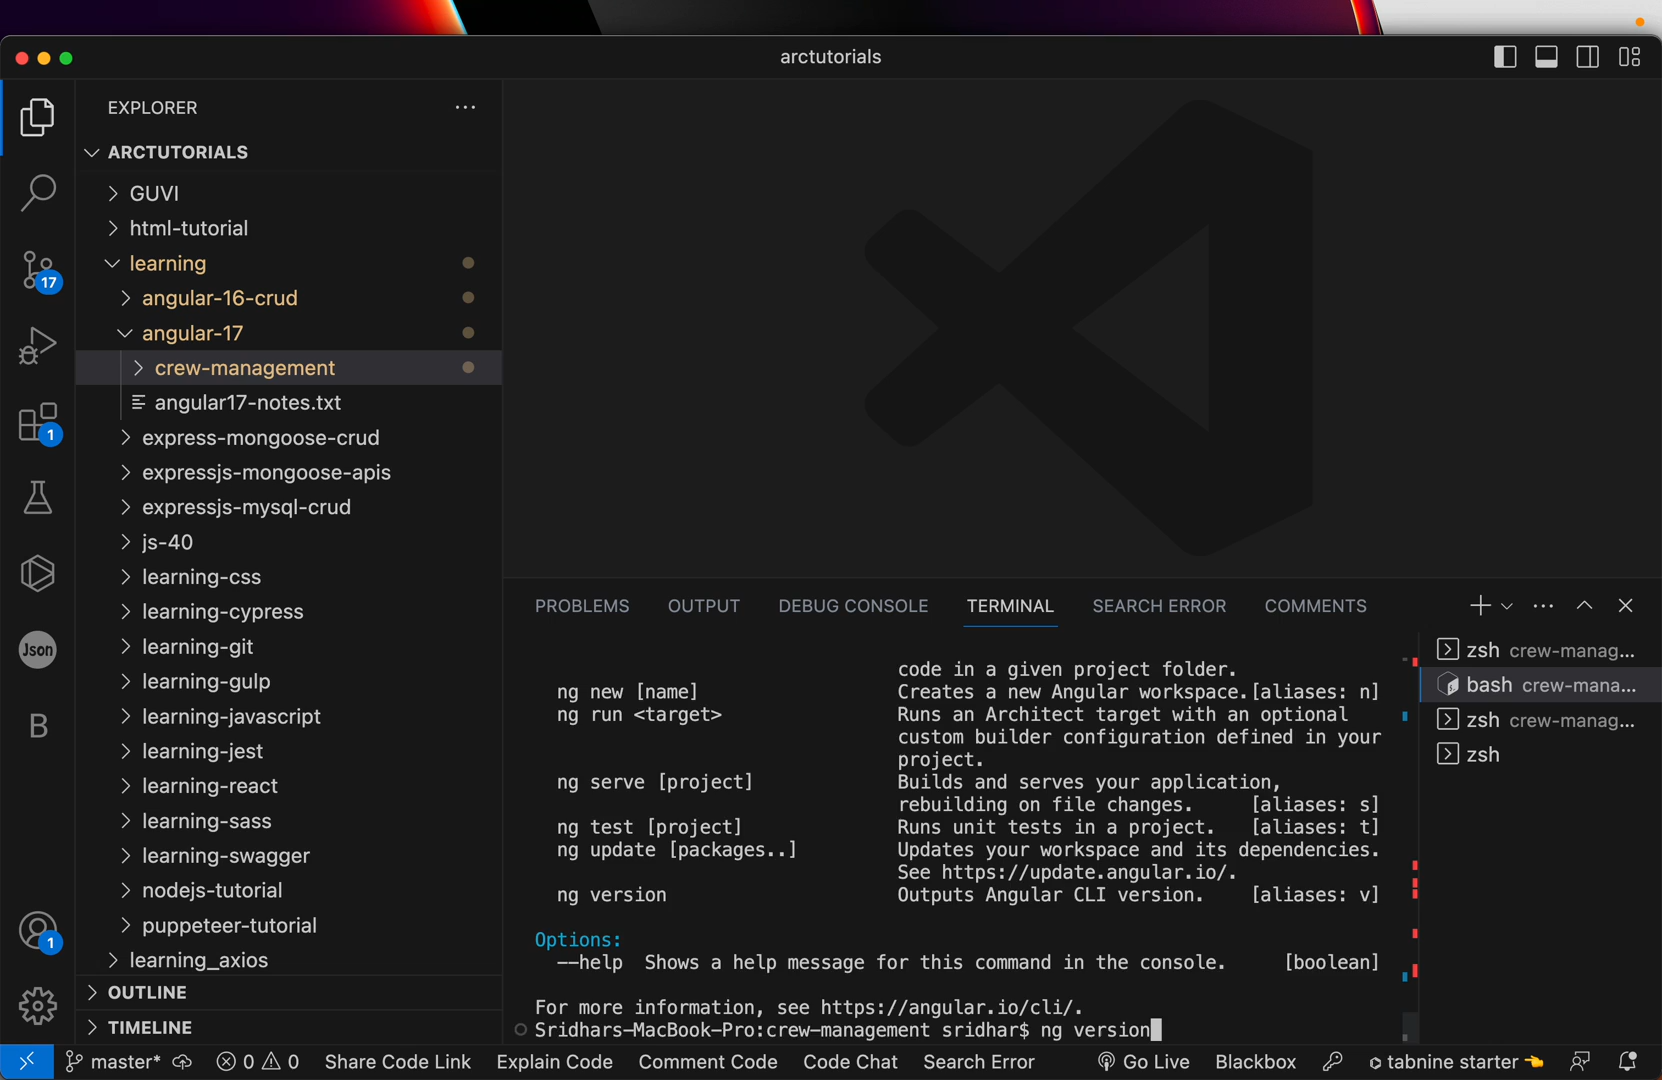 arctutorials
EXPLORER
ARCTUTORIALS
GUVI
html-tutorial
learning
angular-16-crud
angular-17
crew-management
angular17-notes.txt
express-mongoose-crud
expressjs-mongoose-apis
expressjs-mysql-crud
js-40
learning-css
learning-cypress
learning-git
learning-gulp
learning-javascript
learning-jest
learning-react
learning-sass
learning-swagger
nodejs-tutorial
puppeteer-tutorial
learning_axios
OUTLINE
TIMELINE
17
1
Json
B
1
PROBLEMS OUTPUT DEBUG CONSOLE TERMINAL SEARCH ERROR COMMENTS
code in a given project folder.
ng new [name] Creates a new Angular workspace.[aliases: n]
ng run <target> Runs an Architect target with an optional
custom builder configuration defined in your
project.
ng serve [project] Builds and serves your application,
rebuilding on file changes. [aliases: s]
ng test [project] Runs unit tests in a project. [aliases: t]
ng update [packages..] Updates your workspace and its dependencies.
See https://update.angular.io/.
ng version Outputs Angular CLI version. [aliases: v]
Options:
--help Shows a help message for this command in the console. [boolean]
For more information, see https://angular.io/cli/.
Sridhars-MacBook-Pro:crew-management sridhar$ ng version
zsh crew-manag...
bash crew-mana...
zsh crew-manag...
zsh
master* 0 0 Share Code Link Explain Code Comment Code Code Chat Search Error Go Live Blackbox tabnine starter